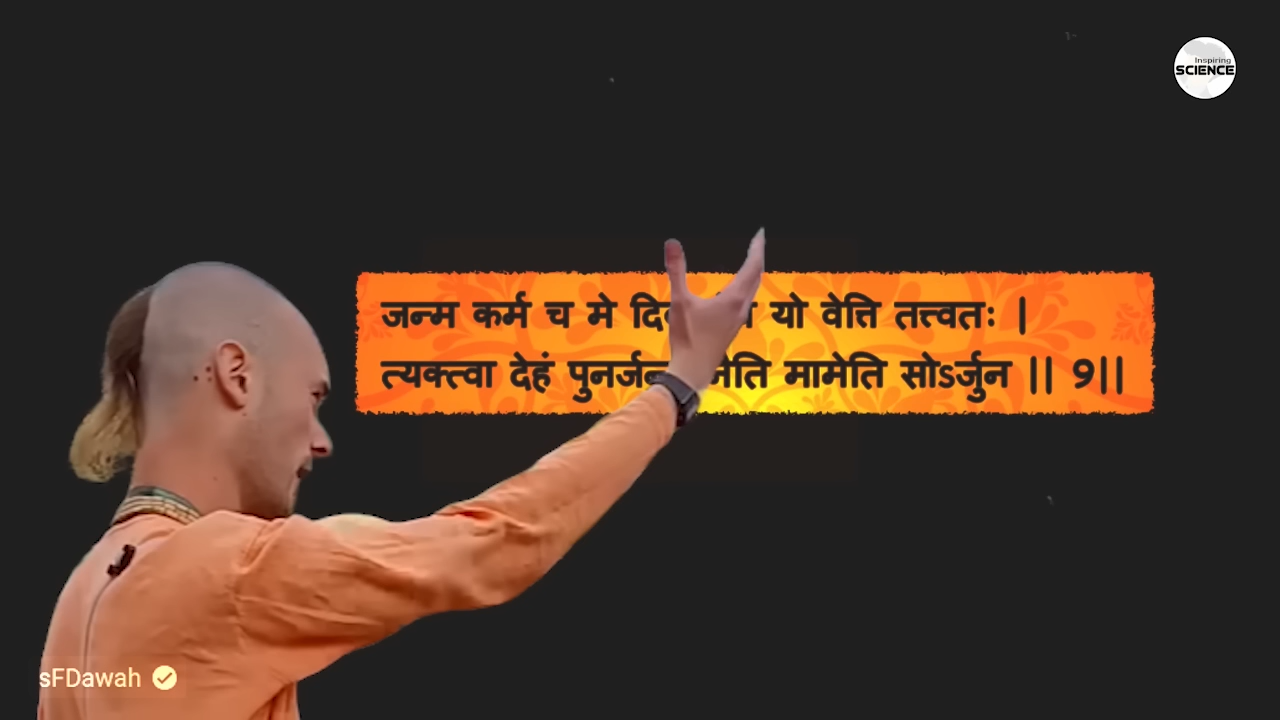 Inspiring
SCIENCE
जन्म कर्म च मे यो वेत्ति तत्त्वतः |
त्यक्त्वा देहं मामेति सोऽर्जुन || ९||
sFDawah